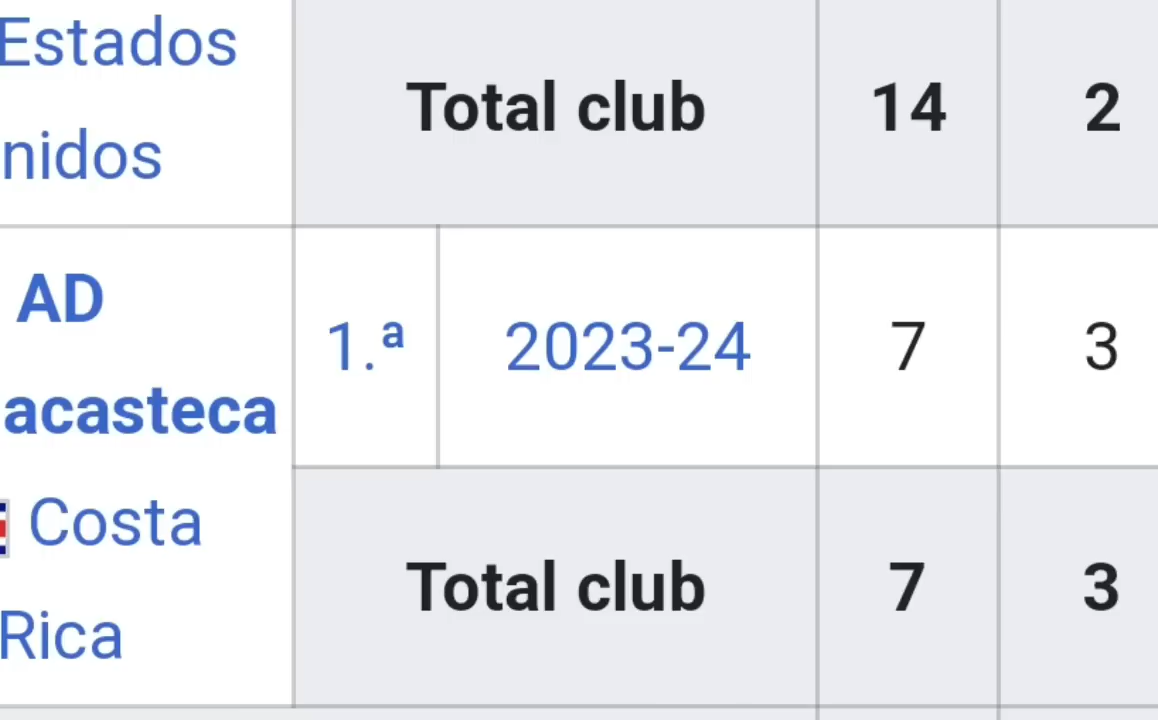 Estados
nidos
Total club 14 2
AD
acasteca
Costa
Rica
1.ª 2023-24 7 3
Total club 7 3